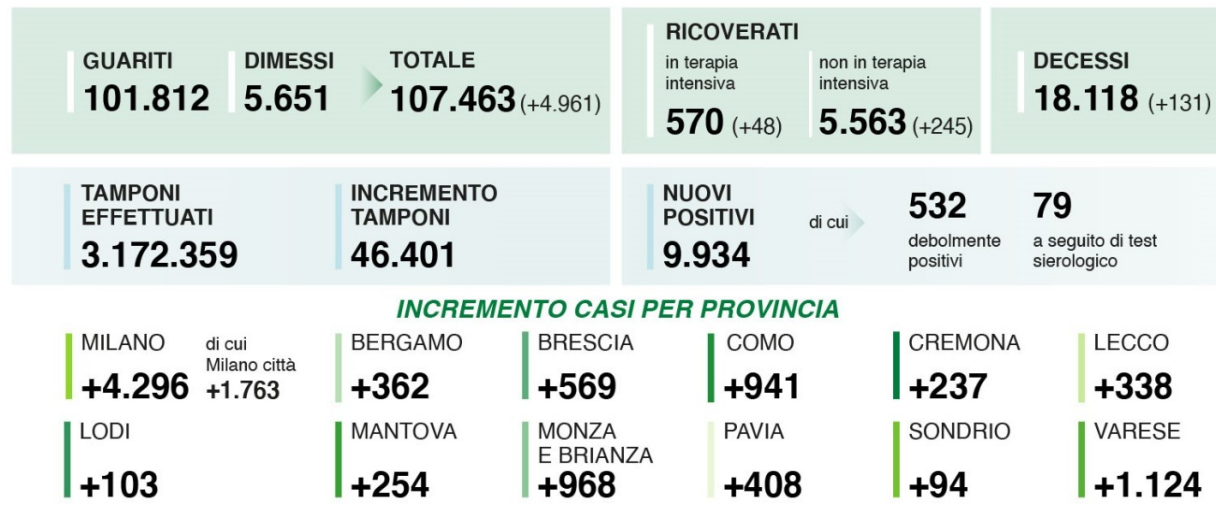 GUARITI
101.812
DIMESSI
5.651
TOTALE
107.463 (+4.961)
RICOVERATI
in terapia
intensiva
570 (+48)
non in terapia
intensiva
5.563 (+245)
DECESSI
18.118 (+131)
TAMPONI
EFFETTUATI
3.172.359
INCREMENTO
TAMPONI
46.401
NUOVI
POSITIVI
9.934
di cui
532
debolmente
positivi
79
a seguito di test
sierologico
INCREMENTO CASI PER PROVINCIA
MILANO
+4.296
di cui
Milano città
+1.763
BERGAMO
+362
BRESCIA
+569
COMO
+941
CREMONA
+237
LECCO
+338
LODI
+103
MANTOVA
+254
MONZA
E BRIANZA
+968
PAVIA
+408
SONDRIO
+94
VARESE
+1.124